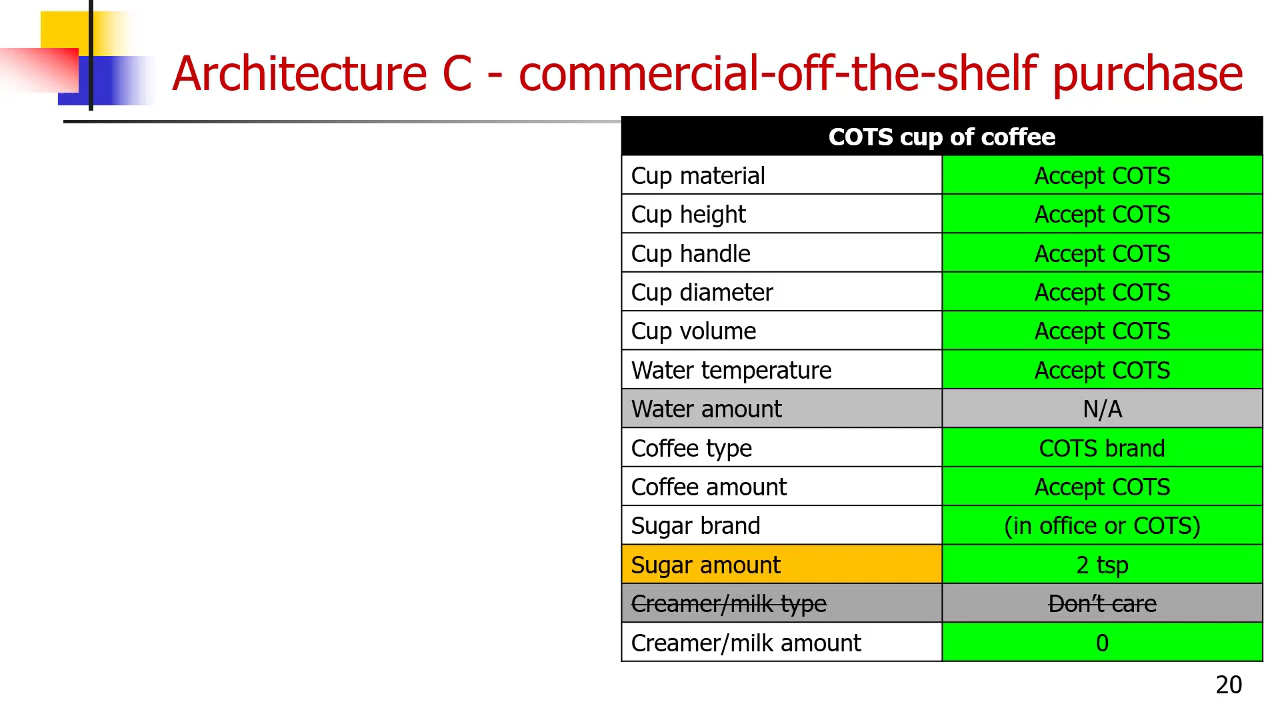 Architecture C - commercial-off-the-shelf purchase
COTS cup of coffee
Cup material Accept COTS
Cup height Accept COTS
Cup handle Accept COTS
Cup diameter Accept COTS
Cup volume Accept COTS
Water temperature Accept COTS
Water amount N/A
Coffee type COTS brand
Coffee amount Accept COTS
Sugar brand (in office or COTS)
Sugar amount 2 tsp
Creamer/milk type Don’t care
Creamer/milk amount 0
20